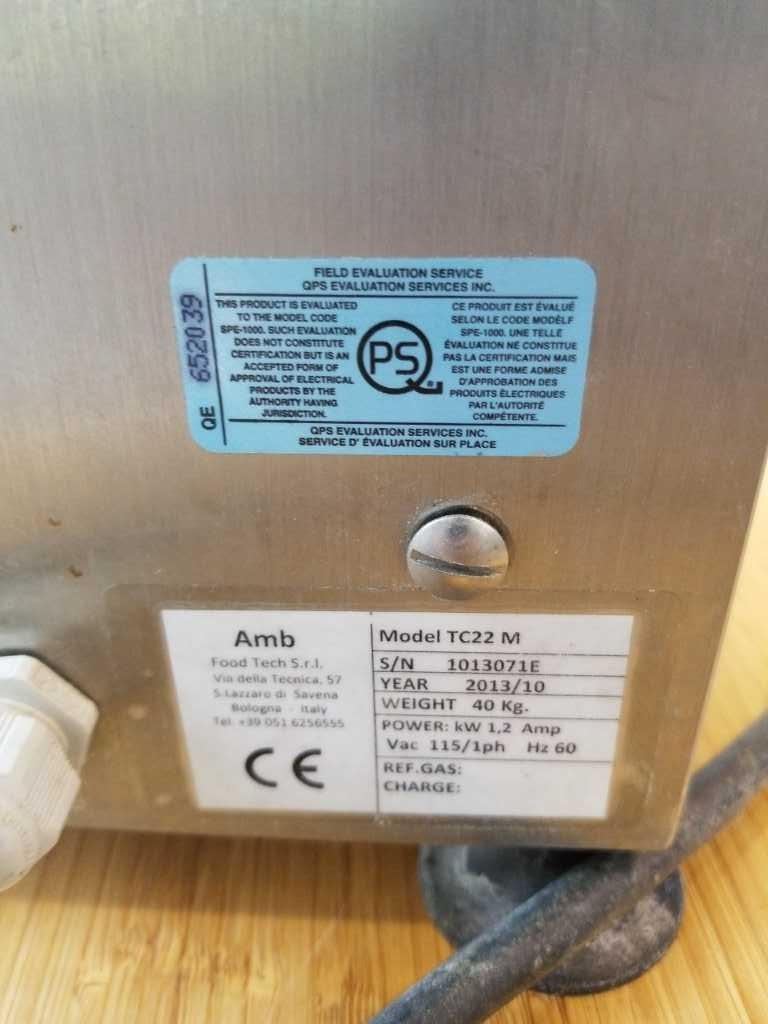 FIELD EVALUATION SERVICE
QPS EVALUATION SERVICES INC.
QE 652039
THIS PRODUCT IS EVALUATED
TO THE MODEL CODE
SPE-1000. SUCH EVALUATION
DOES NOT CONSTITUTE
CERTIFICATION BUT IS AN
ACCEPTED FORM OF
APPROVAL OF ELECTRICAL
PRODUCTS BY THE
AUTHORITY HAVING
JURISDICTION.
QPS
CE PRODUIT EST ÉVALUÉ
SELON LE CODE MODÈLF
SPE-1000. UNE TELLE
ÉVALUATION NE CONSTITUE
PAS LA CERTIFICATION MAIS
EST UNE FORME ADMISE
D'APPROBATION DES
PRODUITS ÉLECTRIQUES
PAR L'AUTORITÉ
COMPÉTENTE.
QPS EVALUATION SERVICES INC.
SERVICE D' ÉVALUATION SUR PLACE
Amb
Food Tech S.r.l.
Via della Tecnica, 57
S.Lazzaro di Savena
Bologna - Italy
Tel. +39 051 6256555
CE
Model TC22 M
S/N 1013071E
YEAR 2013/10
WEIGHT 40 Kg.
POWER: kW 1,2 Amp
Vac 115/1ph Hz 60
REF.GAS:
CHARGE: